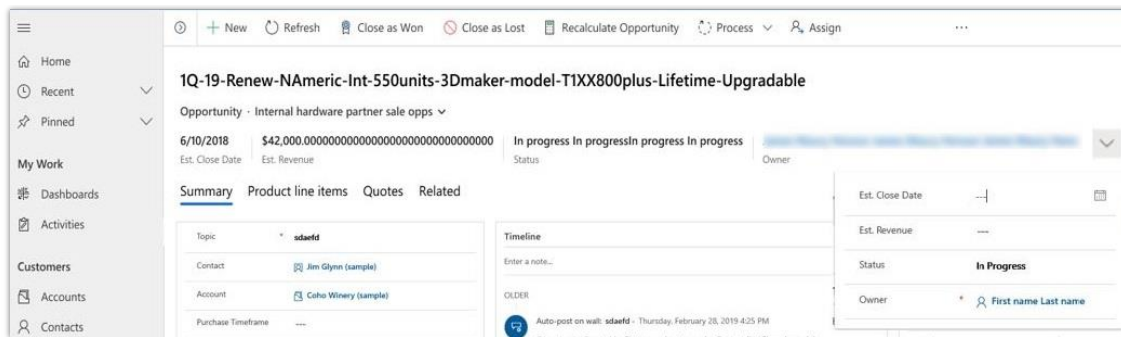 New Refresh Close as Won Close as Lost Recalculate Opportunity Process Assign ...
Home
Recent
Pinned
My Work
Dashboards
Activities
Customers
Accounts
Contacts
1Q-19-Renew-NAmeric-Int-550units-3Dmaker-model-T1XX800plus-Lifetime-Upgradable
Opportunity · Internal hardware partner sale opps
6/10/2018
Est. Close Date
Est. Revenue
In progress In progressIn progress In progress
Status
Owner
Summary Product line items Quotes Related
Topic * sdaefd
Contact Jim Glynn (sample)
Account Coho Winery (sample)
Purchase Timeframe ---
Timeline
Enter a note...
OLDER
Auto-post on wall: sdaefd - Thursday, February 28, 2019 4:25 PM
Est. Close Date ---
Est. Revenue ---
Status In Progress
Owner * First name Last name